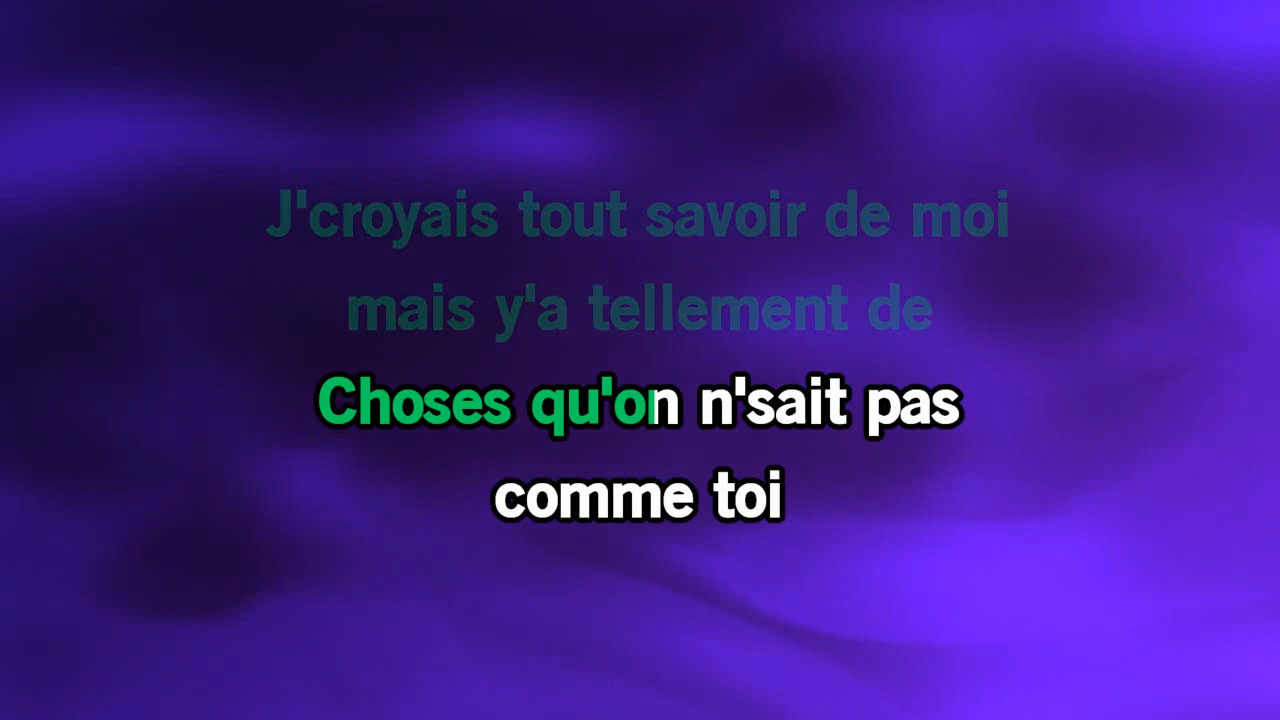 J'croyais tout savoir de moi
mais y'a tellement de
Choses qu'on n'sait pas
comme toi